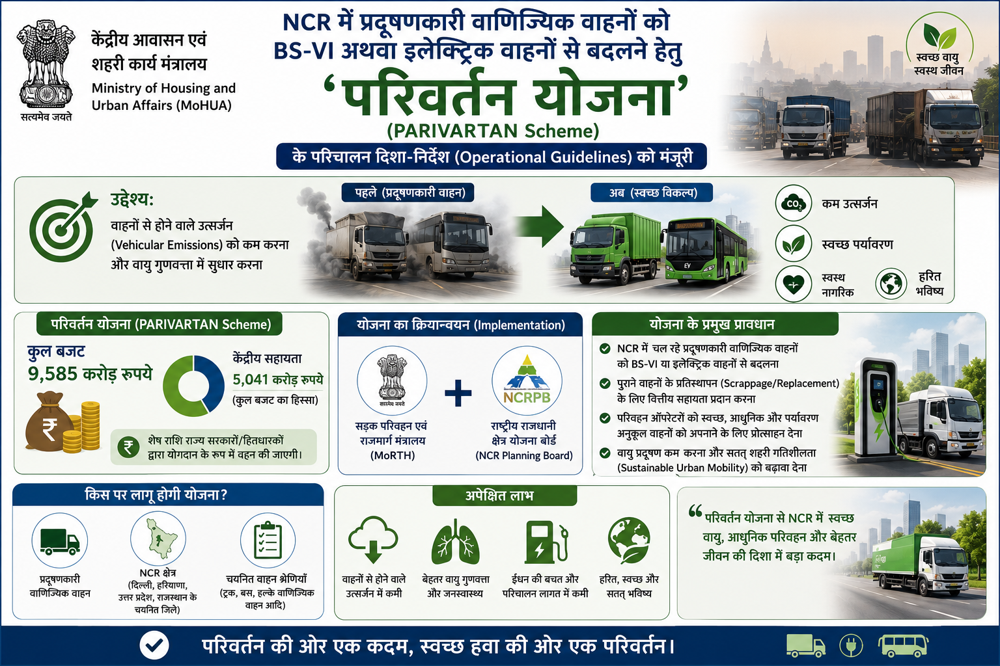 सत्यमेव जयते
केंद्रीय आवासन एवं
शहरी कार्य मंत्रालय
Ministry of Housing and
Urban Affairs (MoHUA)
NCR में प्रदूषणकारी वाणिज्यिक वाहनों को
BS-VI अथवा इलेक्ट्रिक वाहनों से बदलने हेतु
‘परिवर्तन योजना’
(PARIVARTAN Scheme)
के परिचालन दिशा-निर्देश (Operational Guidelines) को मंजूरी
स्वच्छ वायु
स्वस्थ जीवन
उद्देश्य:
वाहनों से होने वाले उत्सर्जन
(Vehicular Emissions) को कम करना
और वायु गुणवत्ता में सुधार करना
पहले (प्रदूषणकारी वाहन)
अब (स्वच्छ विकल्प)
EV
CO2
कम उत्सर्जन
स्वच्छ पर्यावरण
स्वस्थ
नागरिक
हरित
भविष्य
परिवर्तन योजना (PARIVARTAN Scheme)
कुल बजट
9,585 करोड़ रूपये
₹
केंद्रीय सहायता
5,041 करोड़ रूपये
(कुल बजट का हिस्सा)
₹
शेष राशि राज्य सरकारों/हितधारकों
द्वारा योगदान के रूप में वहन की जाएगी।
योजना का क्रियान्वयन (Implementation)
सड़क परिवहन एवं
राजमार्ग मंत्रालय
(MoRTH)
+
NCRPB
राष्ट्रीय राजधानी
क्षेत्र योजना बोर्ड
(NCR Planning Board)
योजना के प्रमुख प्रावधान
NCR में चल रहे प्रदूषणकारी वाणिज्यिक वाहनों
को BS-VI या इलेक्ट्रिक वाहनों से बदलना
पुराने वाहनों के प्रतिस्थापन (Scrappage/Replacement)
के लिए वित्तीय सहायता प्रदान करना
परिवहन ऑपरेटरों को स्वच्छ, आधुनिक और पर्यावरण
अनुकूल वाहनों को अपनाने के लिए प्रोत्साहन देना
वायु प्रदूषण कम करना और सतत् शहरी गतिशीलता
(Sustainable Urban Mobility) को बढ़ावा देना
किस पर लागू होगी योजना?
प्रदूषणकारी
वाणिज्यिक वाहन
NCR क्षेत्र
(दिल्ली, हरियाणा,
उत्तर प्रदेश, राजस्थान के
चयनित जिले)
चयनित वाहन श्रेणियाँ
(ट्रक, बस, हल्के वाणिज्यिक
वाहन आदि)
अपेक्षित लाभ
वाहनों से होने वाले
उत्सर्जन में कमी
बेहतर वायु गुणवत्ता
और जनस्वास्थ्य
ईधन की बचत और
परिचालन लागत में कमी
हरित, स्वच्छ और
सतत् भविष्य
“परिवर्तन योजना से NCR में स्वच्छ
वायु, आधुनिक परिवहन और बेहतर
जीवन की दिशा में बड़ा कदम।
परिवर्तन की ओर एक कदम, स्वच्छ हवा की ओर एक परिवर्तन।